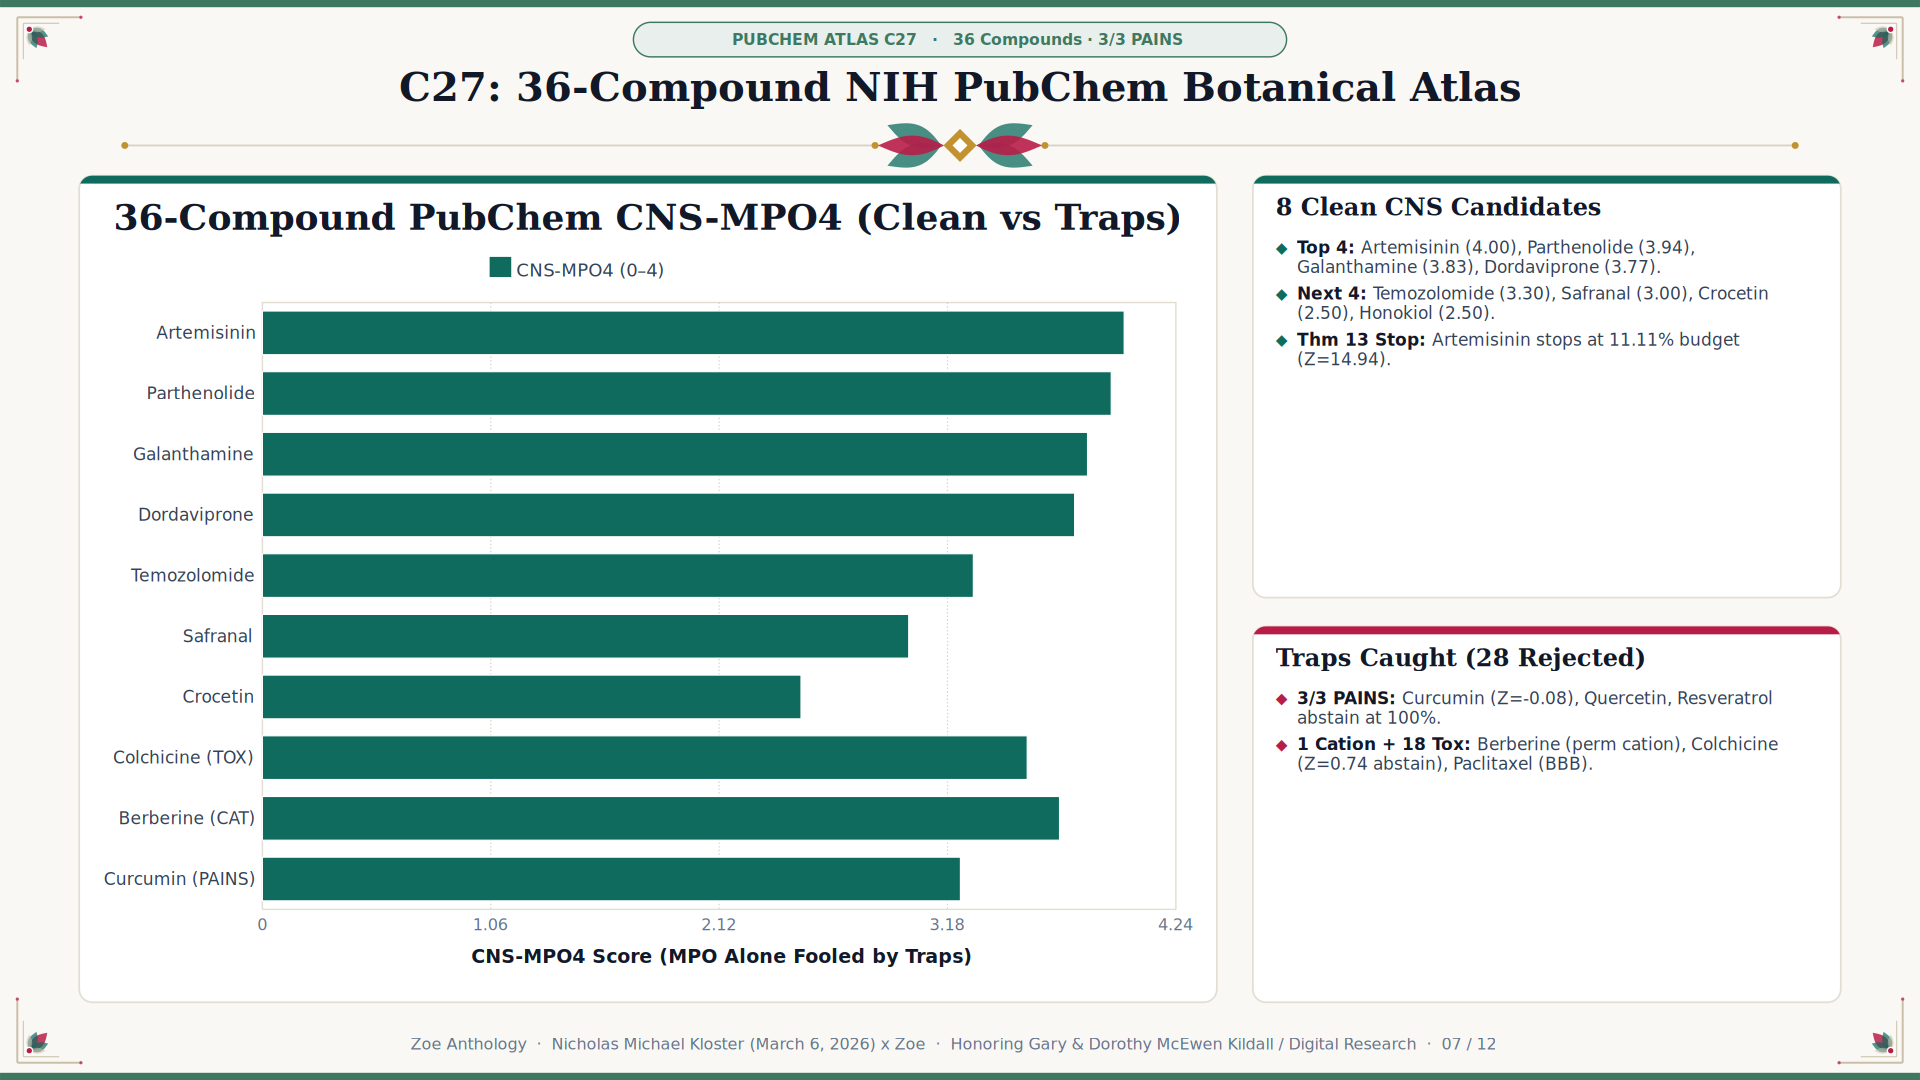 PUBCHEM ATLAS C27 · 36 Compounds · 3/3 PAINS
C27: 36-Compound NIH PubChem Botanical Atlas
36-Compound PubChem CNS-MPO4 (Clean vs Traps)
CNS-MPO4 (0–4)
Artemisinin
Parthenolide
Galanthamine
Dordaviprone
Temozolomide
Safranal
Crocetin
Colchicine (TOX)
Berberine (CAT)
Curcumin (PAINS)
0 1.06 2.12 3.18 4.24
CNS-MPO4 Score (MPO Alone Fooled by Traps)
8 Clean CNS Candidates
◆ Top 4: Artemisinin (4.00), Parthenolide (3.94),
Galanthamine (3.83), Dordaviprone (3.77).
◆ Next 4: Temozolomide (3.30), Safranal (3.00), Crocetin
(2.50), Honokiol (2.50).
◆ Thm 13 Stop: Artemisinin stops at 11.11% budget
(Z=14.94).
Traps Caught (28 Rejected)
◆ 3/3 PAINS: Curcumin (Z=-0.08), Quercetin, Resveratrol
abstain at 100%.
◆ 1 Cation + 18 Tox: Berberine (perm cation), Colchicine
(Z=0.74 abstain), Paclitaxel (BBB).
Zoe Anthology · Nicholas Michael Kloster (March 6, 2026) x Zoe · Honoring Gary & Dorothy McEwen Kildall / Digital Research · 07 / 12